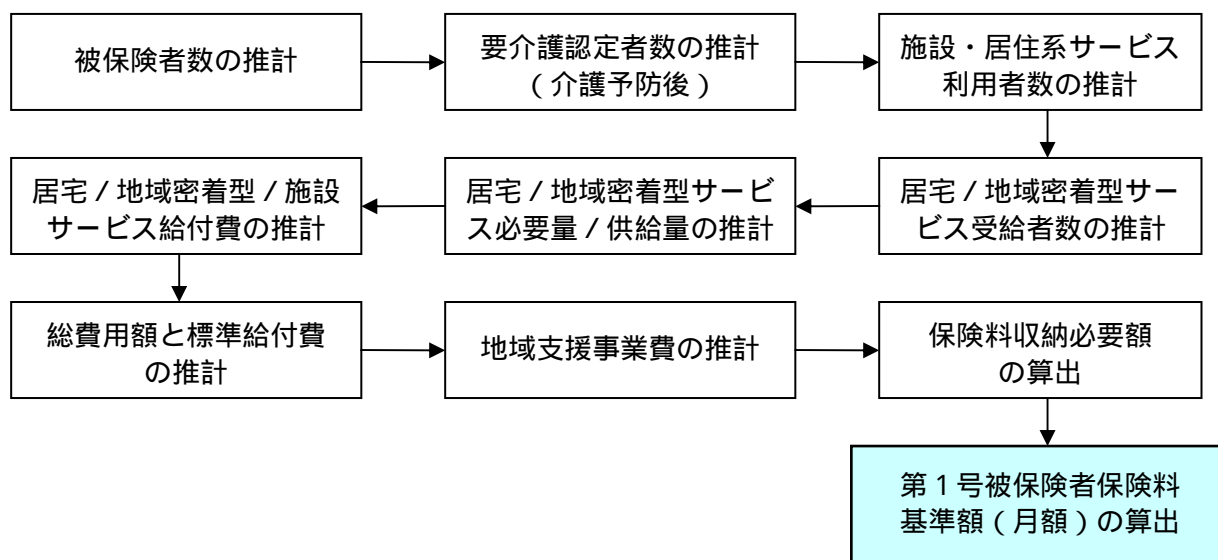 被保険者数の推計
要介護認定者数の推計
(介護予防後)
施設・居住系サービス
利用者数の推計
居宅/地域密着型/施設
サービス給付費の推計
居宅/地域密着型サービ
ス必要量/供給量の推計
居宅/地域密着型サー
ビス受給者数の推計
総費用額と標準給付費
の推計
地域支援事業費の推計
保険料収納必要額
の算出
第1号被保険者保険料
基準額(月額)の算出